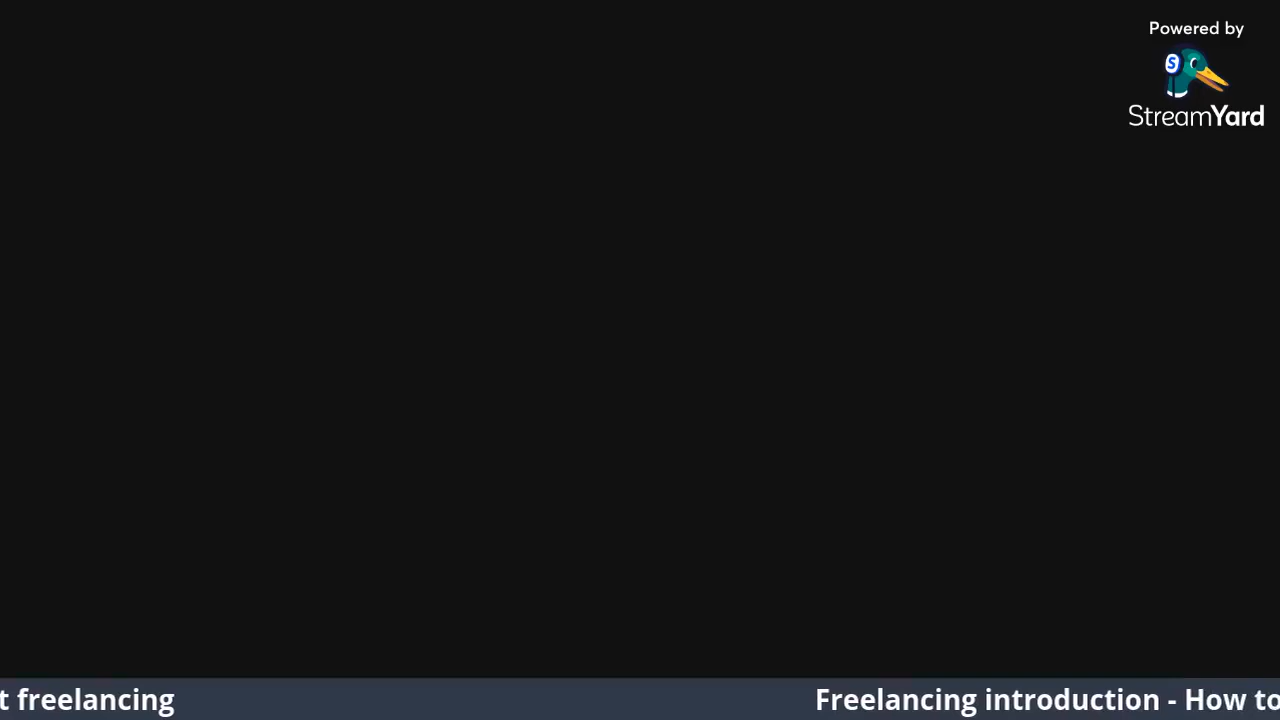 Powered by
S
StreamYard
t freelancing
Freelancing introduction - How to